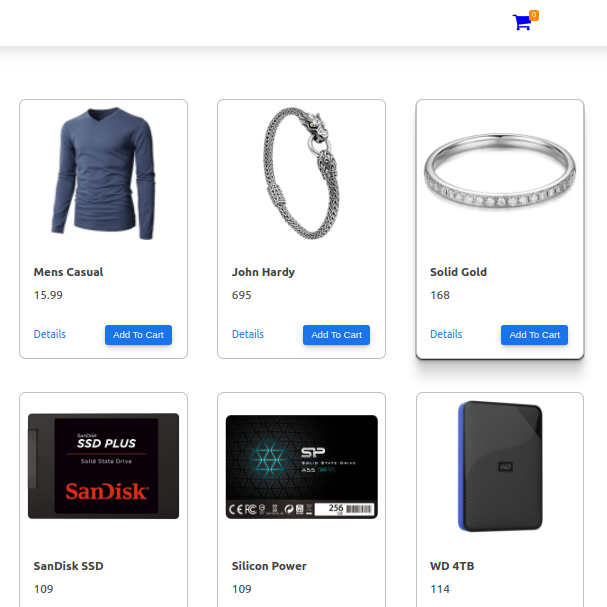 0
Mens Casual
15.99
Details
Add To Cart
John Hardy
695
Details
Add To Cart
Solid Gold
168
Details
Add To Cart
SanDisk
SSD PLUS
Solid State Drive
SanDisk
SanDisk SSD
109
SP
SOLID STATE DRIVE
A55
256
GB
Silicon Power
109
WD
WD 4TB
114